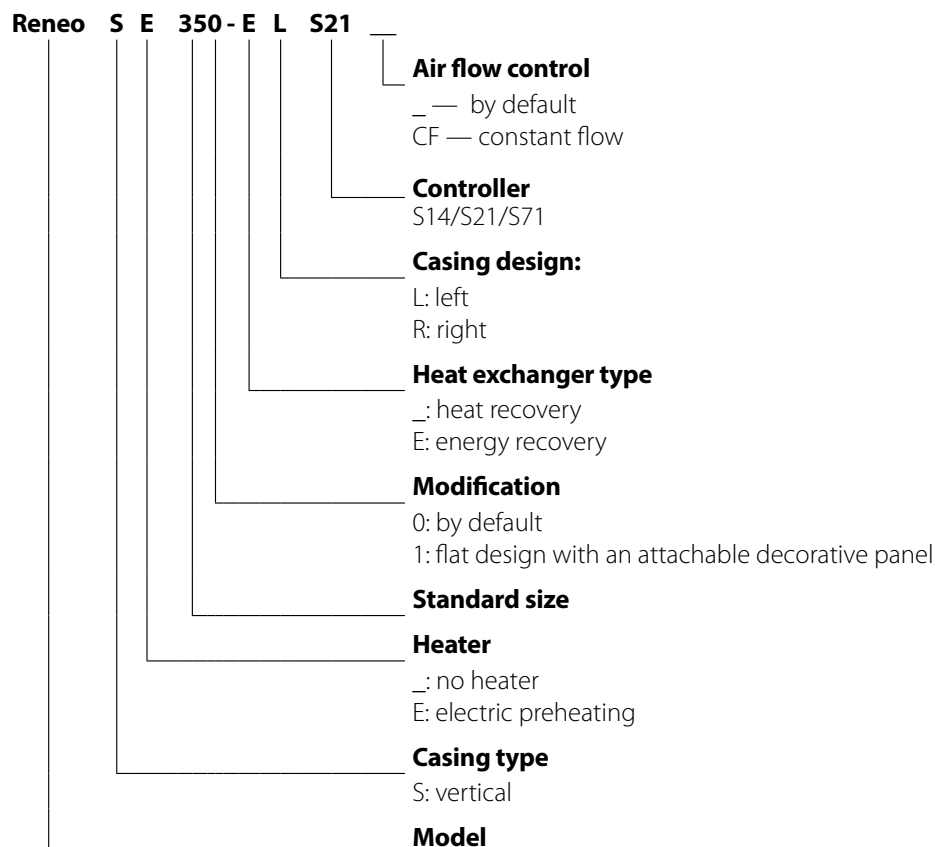 Reneo S E 350 - E L S21 __
Air flow control
_ — by default
CF — constant flow
Controller
S14/S21/S71
Casing design:
L: left
R: right
Heat exchanger type
_: heat recovery
E: energy recovery
Modification
0: by default
1: flat design with an attachable decorative panel
Standard size
Heater
_: no heater
E: electric preheating
Casing type
S: vertical
Model